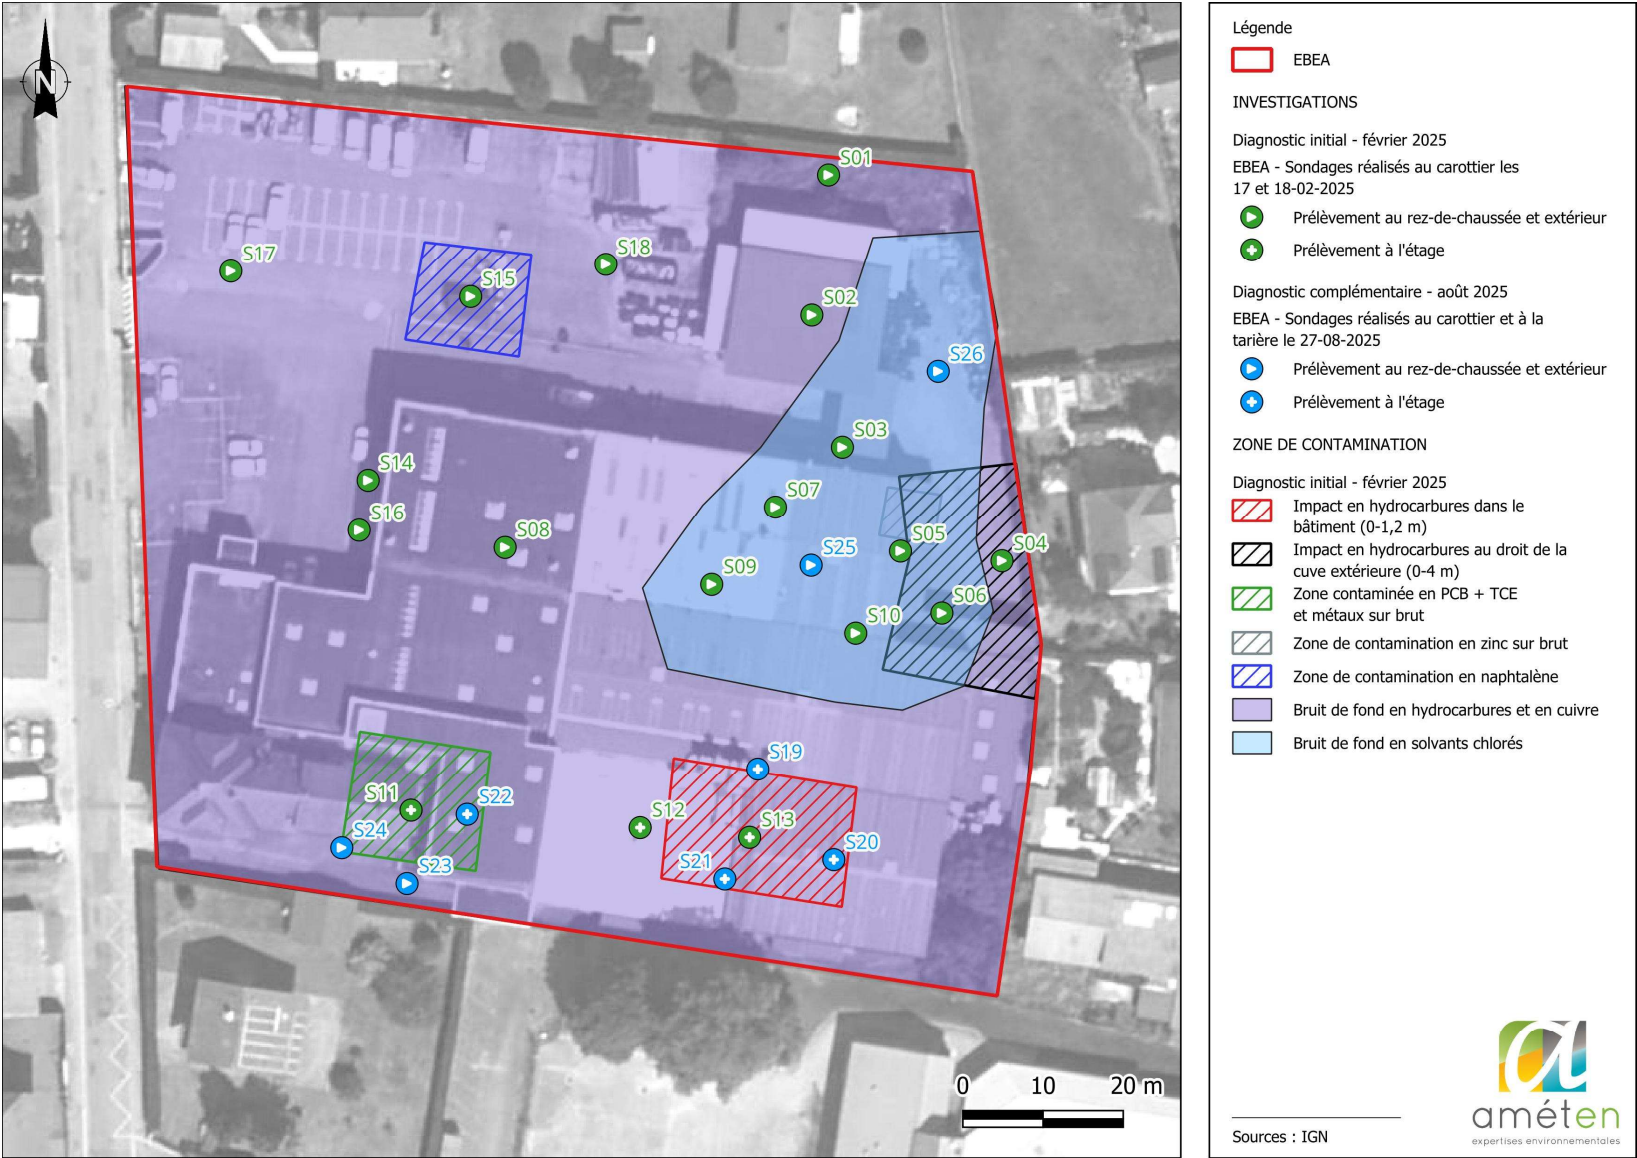 N
S01
S17
S18
S15
S02
S26
S03
S14
S07
S16
S08
S25
S05
S04
S09
S06
S10
S19
S11
S22
S12
S13
S24
S20
S21
S23
0 10 20 m
Légende
EBEA
INVESTIGATIONS
Diagnostic initial - février 2025
EBEA - Sondages réalisés au carottier les
17 et 18-02-2025
Prélèvement au rez-de-chaussée et extérieur
Prélèvement à l'étage
Diagnostic complémentaire - août 2025
EBEA - Sondages réalisés au carottier et à la
tarière le 27-08-2025
Prélèvement au rez-de-chaussée et extérieur
Prélèvement à l'étage
ZONE DE CONTAMINATION
Diagnostic initial - février 2025
Impact en hydrocarbures dans le
bâtiment (0-1,2 m)
Impact en hydrocarbures au droit de la
cuve extérieure (0-4 m)
Zone contaminée en PCB + TCE
et métaux sur brut
Zone de contamination en zinc sur brut
Zone de contamination en naphtalène
Bruit de fond en hydrocarbures et en cuivre
Bruit de fond en solvants chlorés
a
améten
expertises environnementales
Sources : IGN